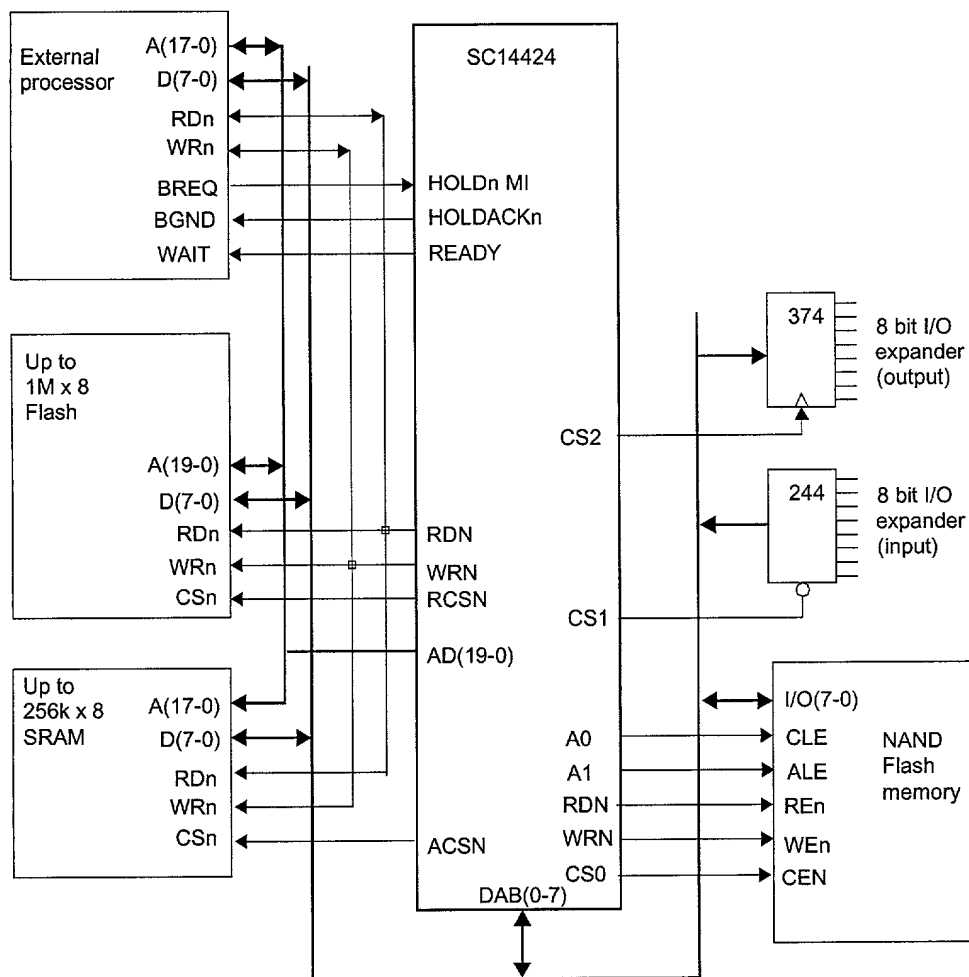 External
processor
A(17-0)
D(7-0)
RDn
WRn
BREQ
BGND
WAIT
Up to
1M x 8
Flash
A(19-0)
D(7-0)
RDn
WRn
CSn
Up to
256k x 8
SRAM
A(17-0)
D(7-0)
RDn
WRn
CSn
SC14424
HOLDn MI
HOLDACKn
READY
RDN
WRN
RCSN
AD(19-0)
ACSN
CS2
CS1
A0
A1
RDN
WRN
CS0
DAB(0-7)
374
8 bit I/O
expander
(output)
244
8 bit I/O
expander
(input)
I/O(7-0)
CLE
ALE
REn
WEn
CEN
NAND
Flash
memory